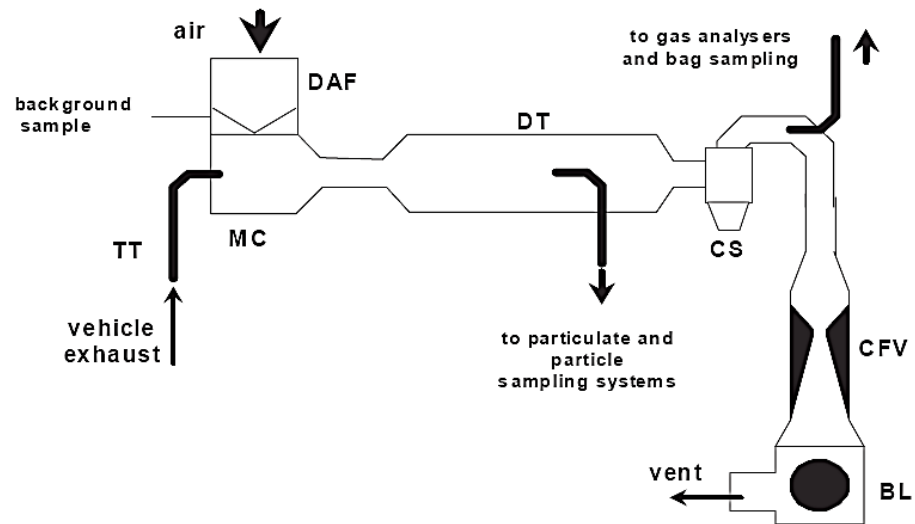 air
DAF
background
sample
to gas analysers
and bag sampling
DT
TT
MC
CS
vehicle
exhaust
to particulate and
particle
sampling systems
CFV
vent
BL